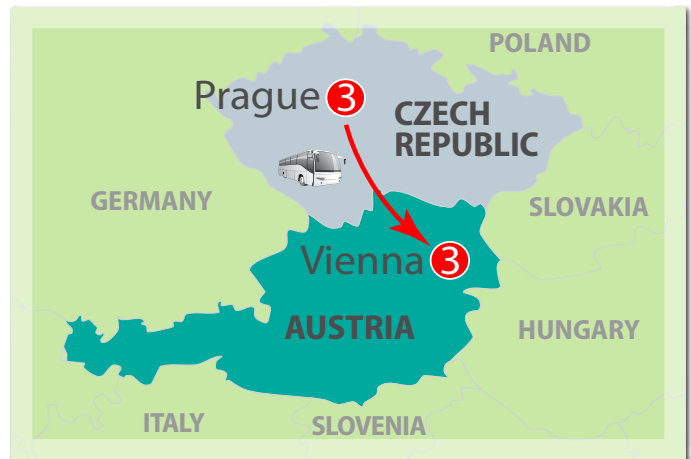 POLAND
Prague 3
CZECH
REPUBLIC
GERMANY
SLOVAKIA
Vienna 3
AUSTRIA
HUNGARY
ITALY
SLOVENIA